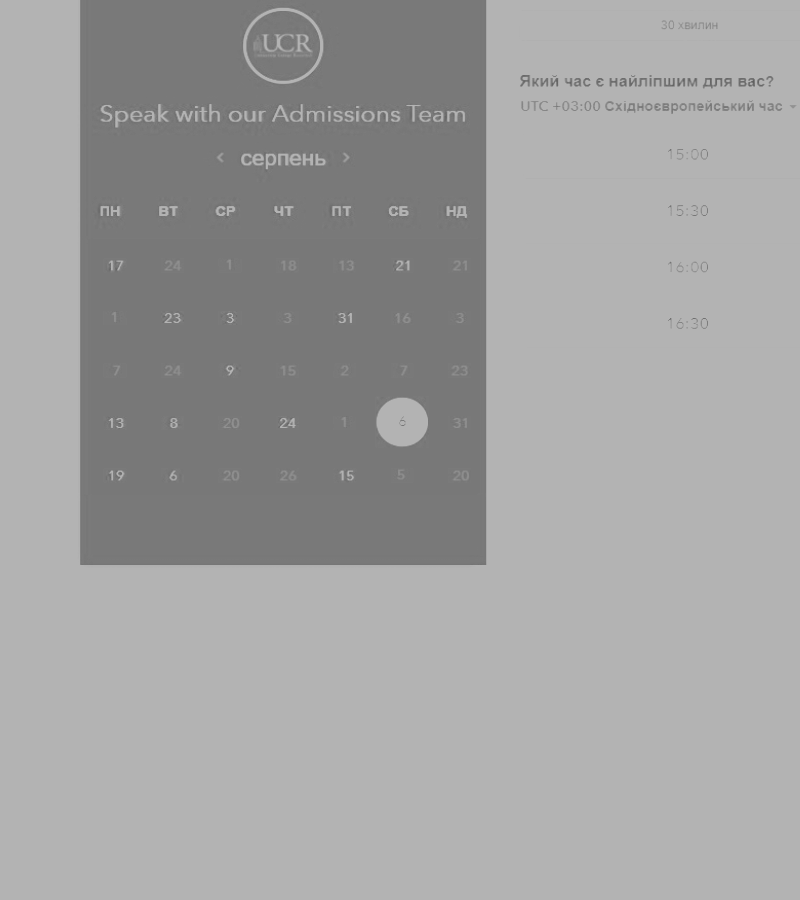 UCR
Speak with our Admissions Team
‹ серпень ›
ПН ВТ СР ЧТ ПТ СБ НД
17 24 1 18 13 21 21
1 23 3 3 31 16 3
7 24 9 15 2 7 23
13 8 20 24 1 6 31
19 6 20 26 15 5 20
30 хвилин
Який час є найліпшим для вас?
UTC +03:00 Східноєвропейський час
15:00
15:30
16:00
16:30